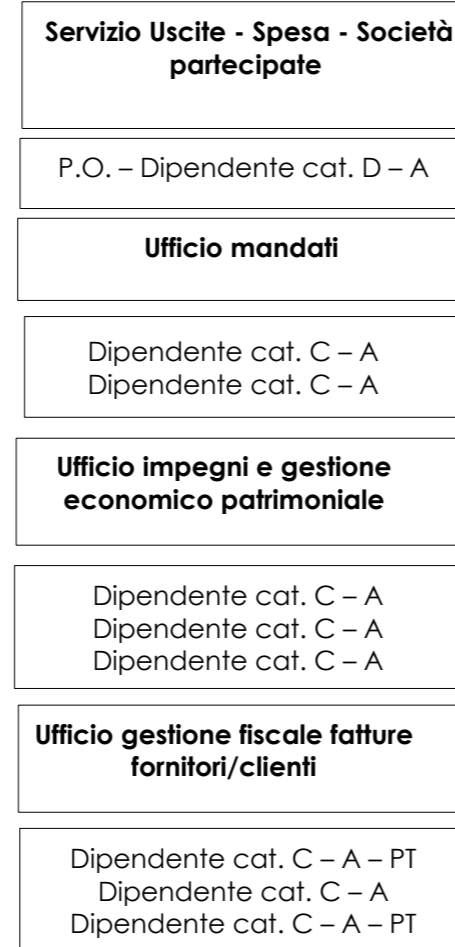 Servizio Uscite - Spesa - Società
partecipate
P.O. – Dipendente cat. D – A
Ufficio mandati
Dipendente cat. C – A
Dipendente cat. C – A
Ufficio impegni e gestione
economico patrimoniale
Dipendente cat. C – A
Dipendente cat. C – A
Dipendente cat. C – A
Ufficio gestione fiscale fatture
fornitori/clienti
Dipendente cat. C – A – PT
Dipendente cat. C – A
Dipendente cat. C – A – PT